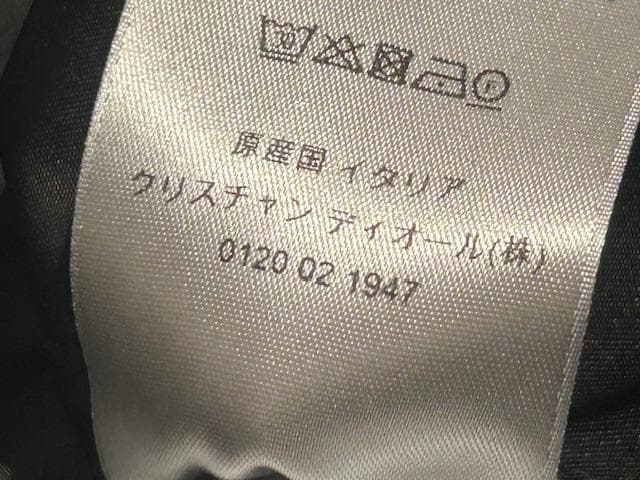 30
F
原産国 イタリア
クリスチャン ディオール(株)
0120 02 1947